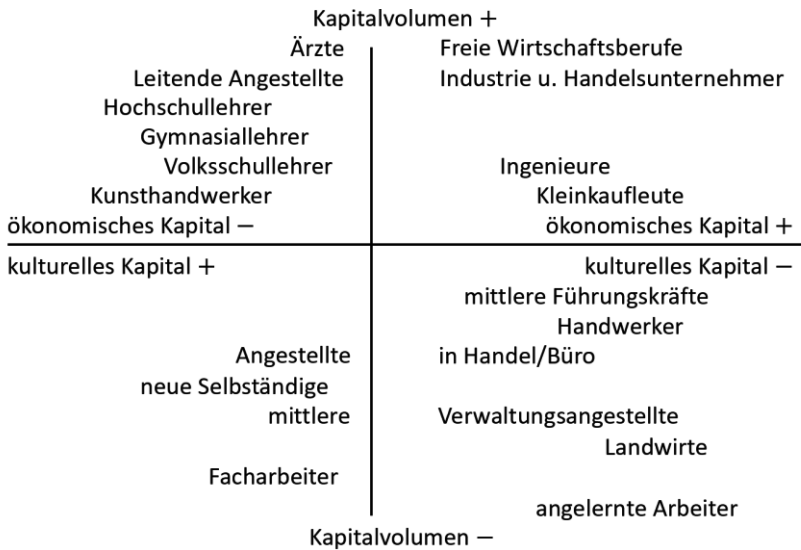 Kapitalvolumen +
Ärzte Freie Wirtschaftsberufe
Leitende Angestellte Industrie u. Handelsunternehmer
Hochschullehrer
Gymnasiallehrer
Volksschullehrer Ingenieure
Kunsthandwerker Kleinkaufleute
ökonomisches Kapital − ökonomisches Kapital +
kulturelles Kapital + kulturelles Kapital −
mittlere Führungskräfte
Handwerker
Angestellte in Handel/Büro
neue Selbständige
mittlere Verwaltungsangestellte
Landwirte
Facharbeiter
angelernte Arbeiter
Kapitalvolumen −